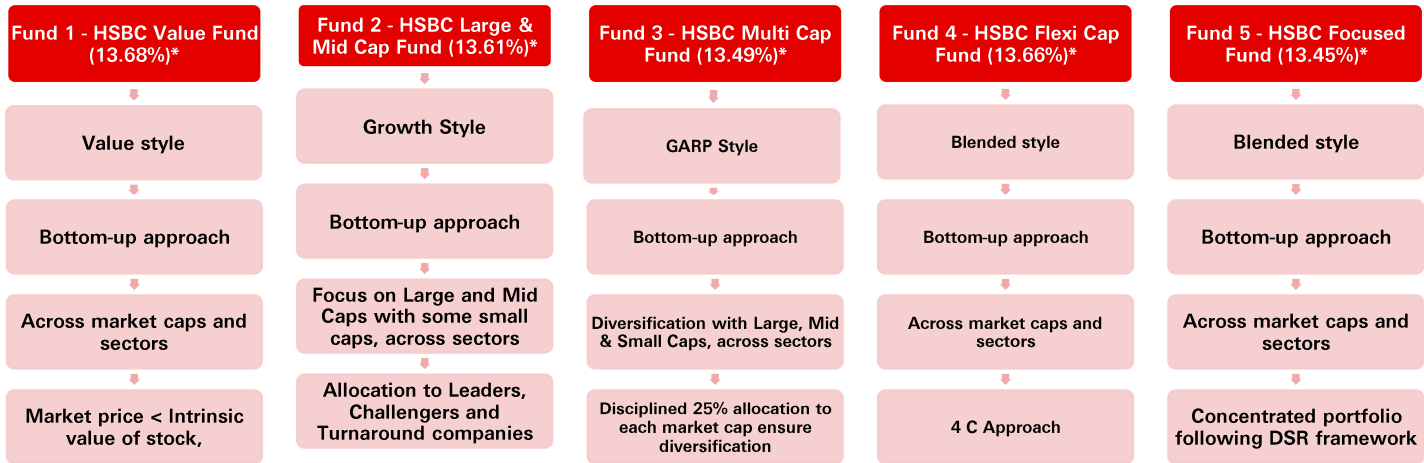 Fund 1 - HSBC Value Fund
(13.68%)*
Value style
Bottom-up approach
Across market caps and
sectors
Market price < Intrinsic
value of stock,
Fund 2 - HSBC Large &
Mid Cap Fund (13.61%)*
Growth Style
Bottom-up approach
Focus on Large and Mid
Caps with some small
caps, across sectors
Allocation to Leaders,
Challengers and
Turnaround companies
Fund 3 - HSBC Multi Cap
Fund (13.49%)*
GARP Style
Bottom-up approach
Diversification with Large, Mid
& Small Caps, across sectors
Disciplined 25% allocation to
each market cap ensure
diversification
Fund 4 - HSBC Flexi Cap
Fund (13.66%)*
Blended style
Bottom-up approach
Across market caps and
sectors
4 C Approach
Fund 5 - HSBC Focused
Fund (13.45%)*
Blended style
Bottom-up approach
Across market caps and
sectors
Concentrated portfolio
following DSR framework